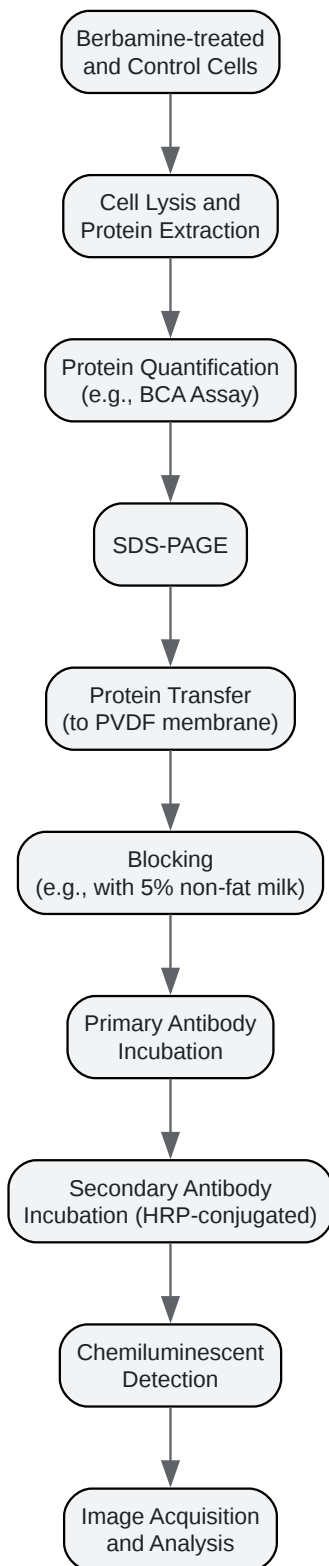 Berbamine-treated
and Control Cells
Cell Lysis and
Protein Extraction
Protein Quantification
(e.g., BCA Assay)
SDS-PAGE
Protein Transfer
(to PVDF membrane)
Blocking
(e.g., with 5% non-fat milk)
Primary Antibody
Incubation
Secondary Antibody
Incubation (HRP-conjugated)
Chemiluminescent
Detection
Image Acquisition
and Analysis